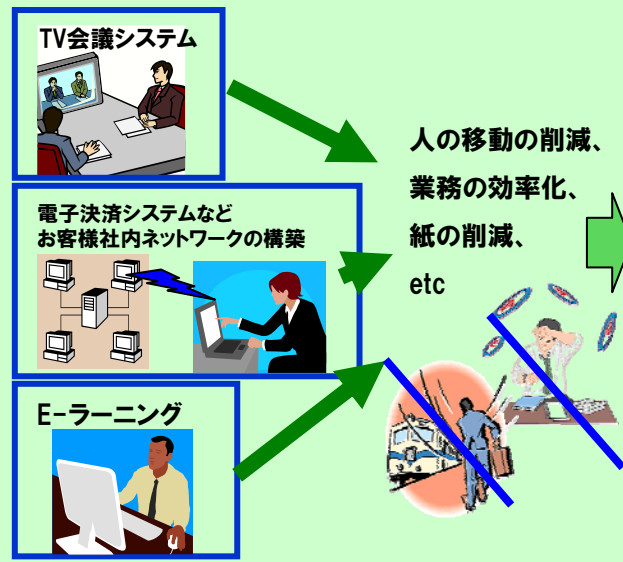 TV会議システム
電子決済システムなど
お客様社内ネットワークの構築
E-ラーニング
人の移動の削減、
業務の効率化、
紙の削減、
etc